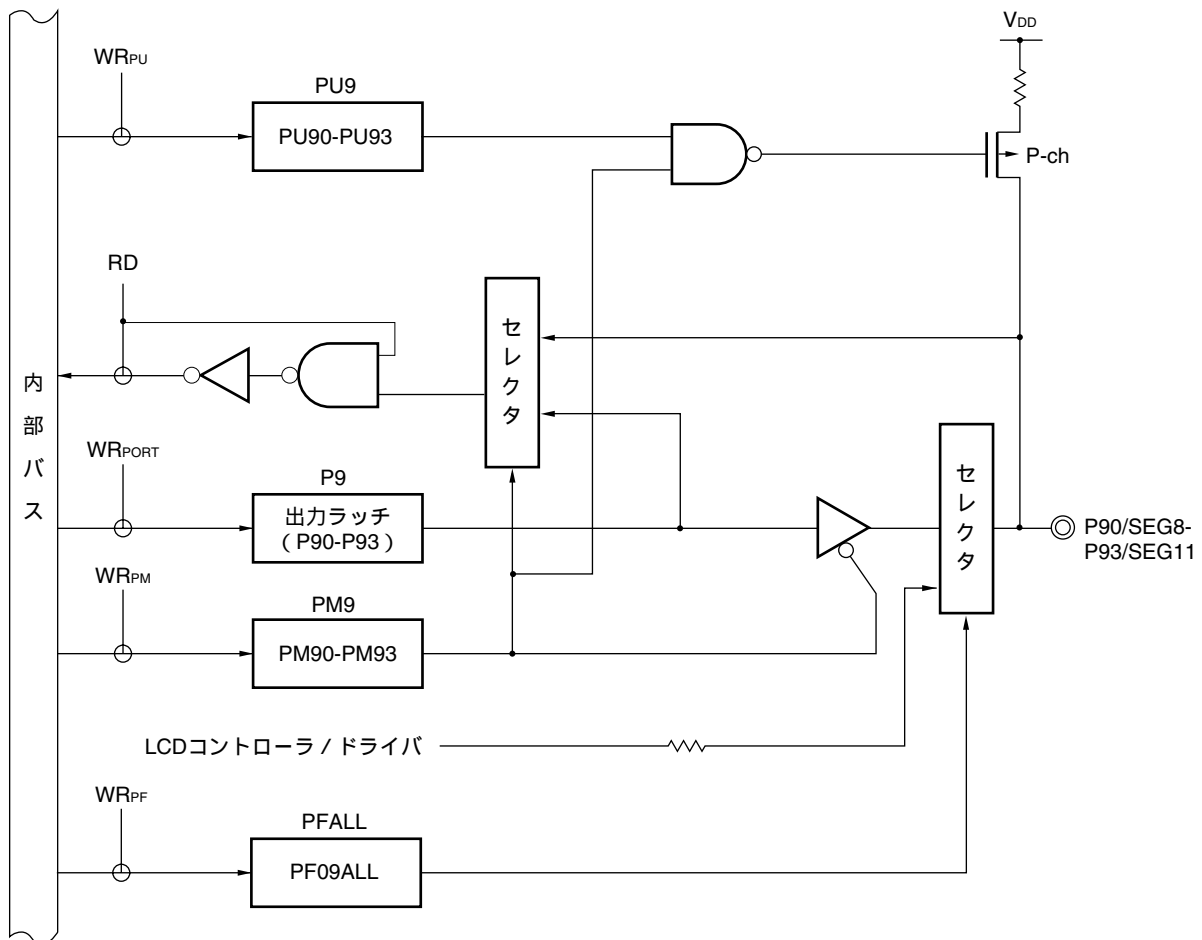 VDD
WRPU
PU9
PU90-PU93
P-ch
RD
セレクタ
内部バス
WRPORT
P9
出力ラッチ
( P90-P93 )
セレクタ
P90/SEG8-
P93/SEG11
WRPM
PM9
PM90-PM93
LCDコントローラ / ドライバ
WRPF
PFALL
PF09ALL